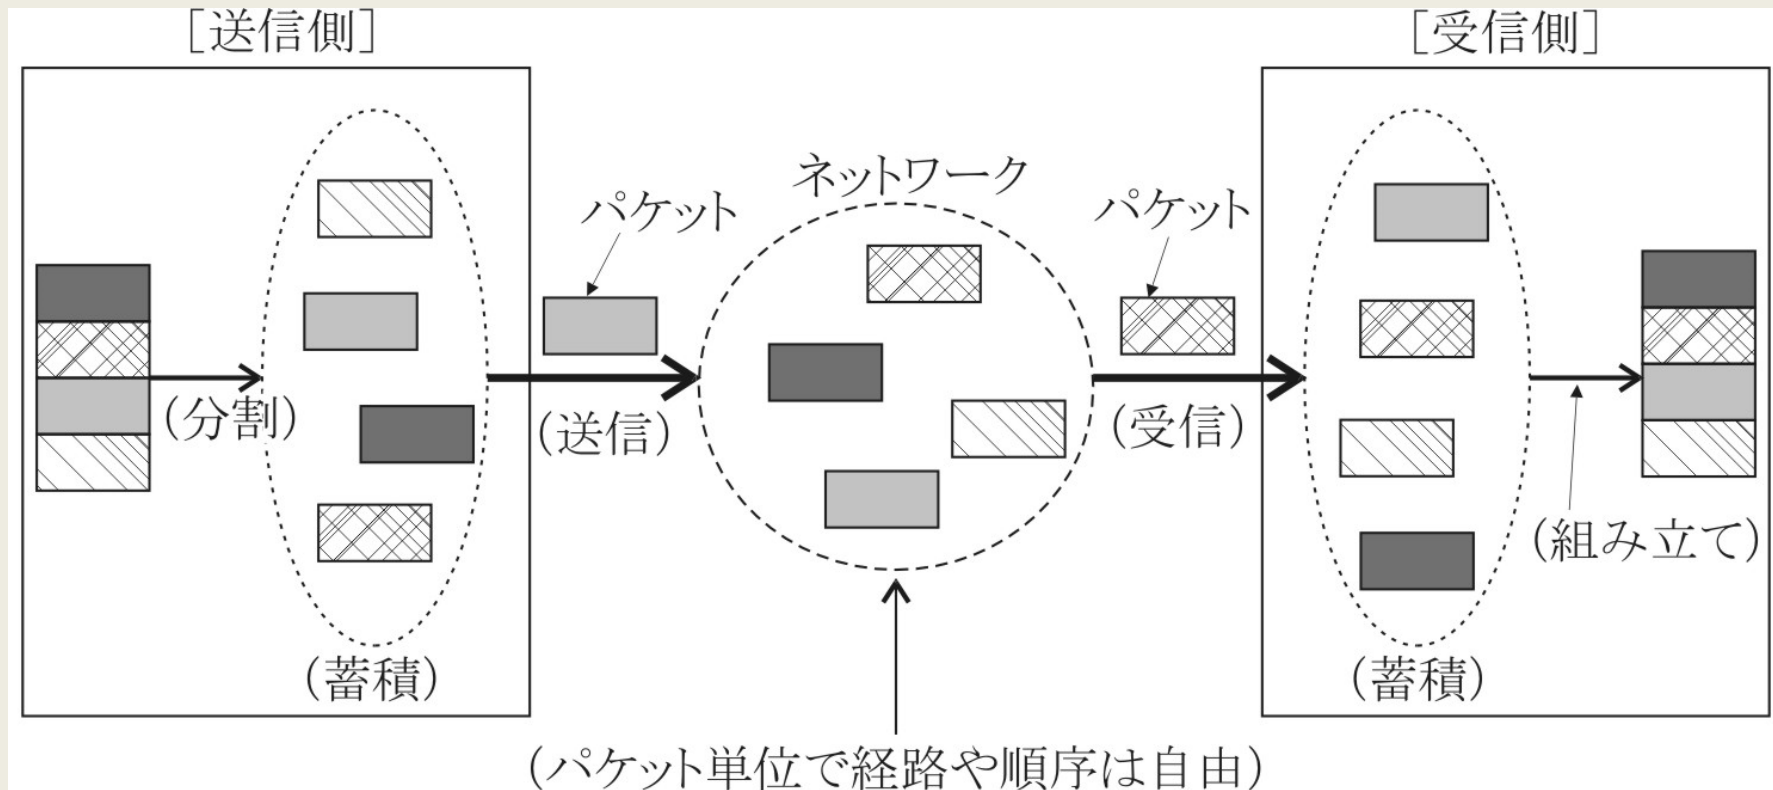 ［送信側］
［受信側］
ネットワーク
パケット
パケット
(分割)
(送信)
(受信)
(組み立て)
(蓄積)
(蓄積)
(パケット単位で経路や順序は自由)